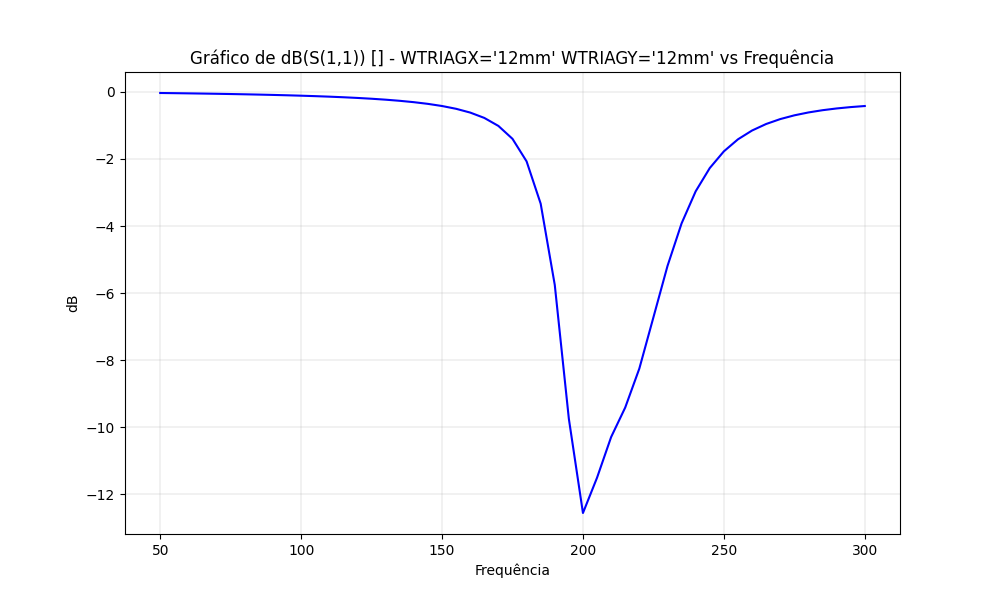 Gráfico de dB(S(1,1)) [] - WTRIAGX='12mm' WTRIAGY='12mm' vs Frequência
dB
0
−2
−4
−6
−8
−10
−12
50 100 150 200 250 300
Frequência